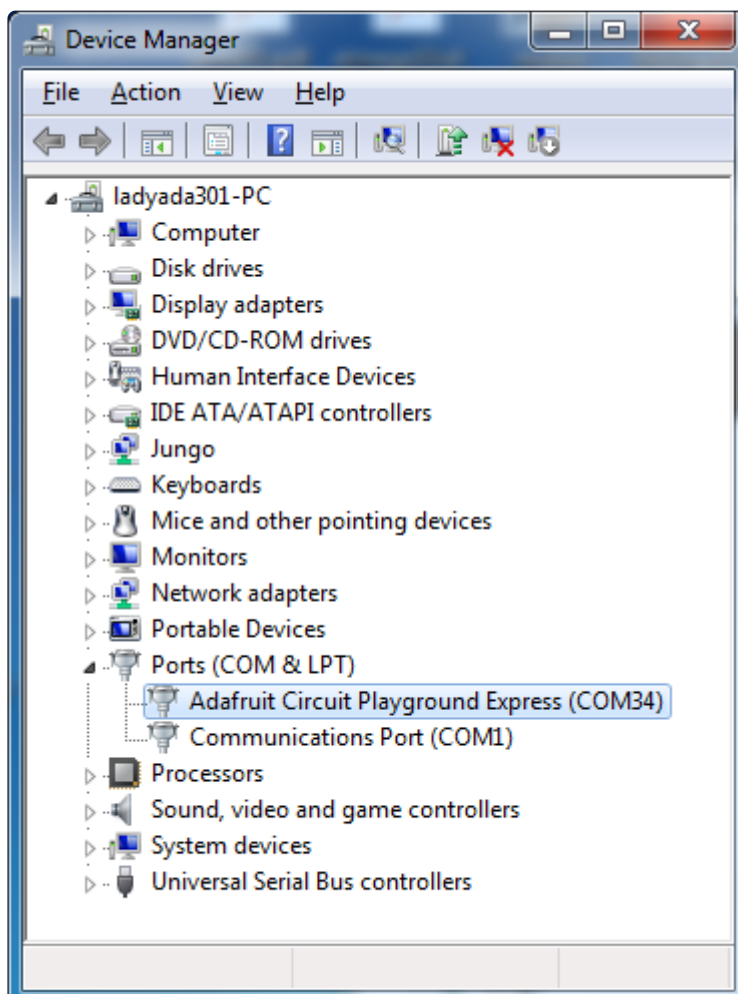 Device Manager
File Action View Help
ladyada301-PC
Computer
Disk drives
Display adapters
DVD/CD-ROM drives
Human Interface Devices
IDE ATA/ATAPI controllers
Jungo
Keyboards
Mice and other pointing devices
Monitors
Network adapters
Portable Devices
Ports (COM & LPT)
Adafruit Circuit Playground Express (COM34)
Communications Port (COM1)
Processors
Sound, video and game controllers
System devices
Universal Serial Bus controllers